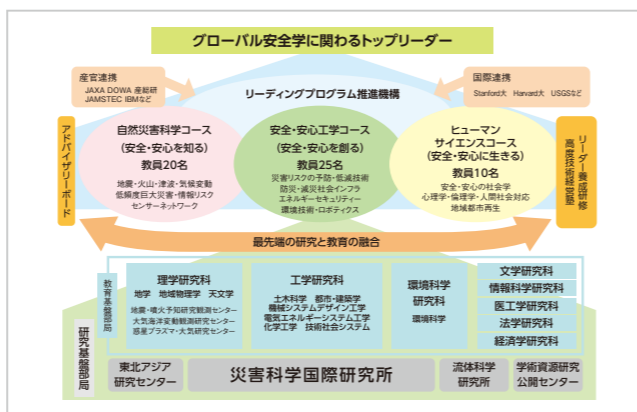 グローバル安全学に関わるトップリーダー
産官連携
JAXA DOWA 産総研
JAMSTEC IBMなど
国際連携
Stanford大 Harvard大 USGSなど
リーディングプログラム推進機構
アドバイザリーボード
自然災害科学コース
(安全・安心を知る)
教員20名
地震・火山・津波・気候変動
低頻度巨大災害・情報リスク
センサーネットワーク
安全・安心工学コース
(安全・安心を創る)
教員25名
災害リスクの予防・低減技術
防災・減災社会インフラ
エネルギーセキュリティー
環境技術・ロボティクス
ヒューマン
サイエンスコース
(安全・安心に生きる)
教員10名
安全・安心の社会学
心理学・倫理学・人間社会対応
地域都市再生
リーダー養成研修
高度技術経営塾
最先端の研究と教育の融合
教育基盤部局
理学研究科
地学 地球物理学 天文学
地震・噴火予知研究観測センター
大気海洋変動観測研究センター
惑星プラズマ・大気研究センター
工学研究科
土木科学 都市・建築学
機械システムデザイン工学
電気エネルギーシステム工学
化学工学 技術社会システム
環境科学
研究科
環境科学
文学研究科
情報科学研究科
医工学研究科
法学研究科
経済学研究科
研究基盤部局
東北アジア
研究センター
災害科学国際研究所
流体科学
研究所
学術資源研究
公開センター